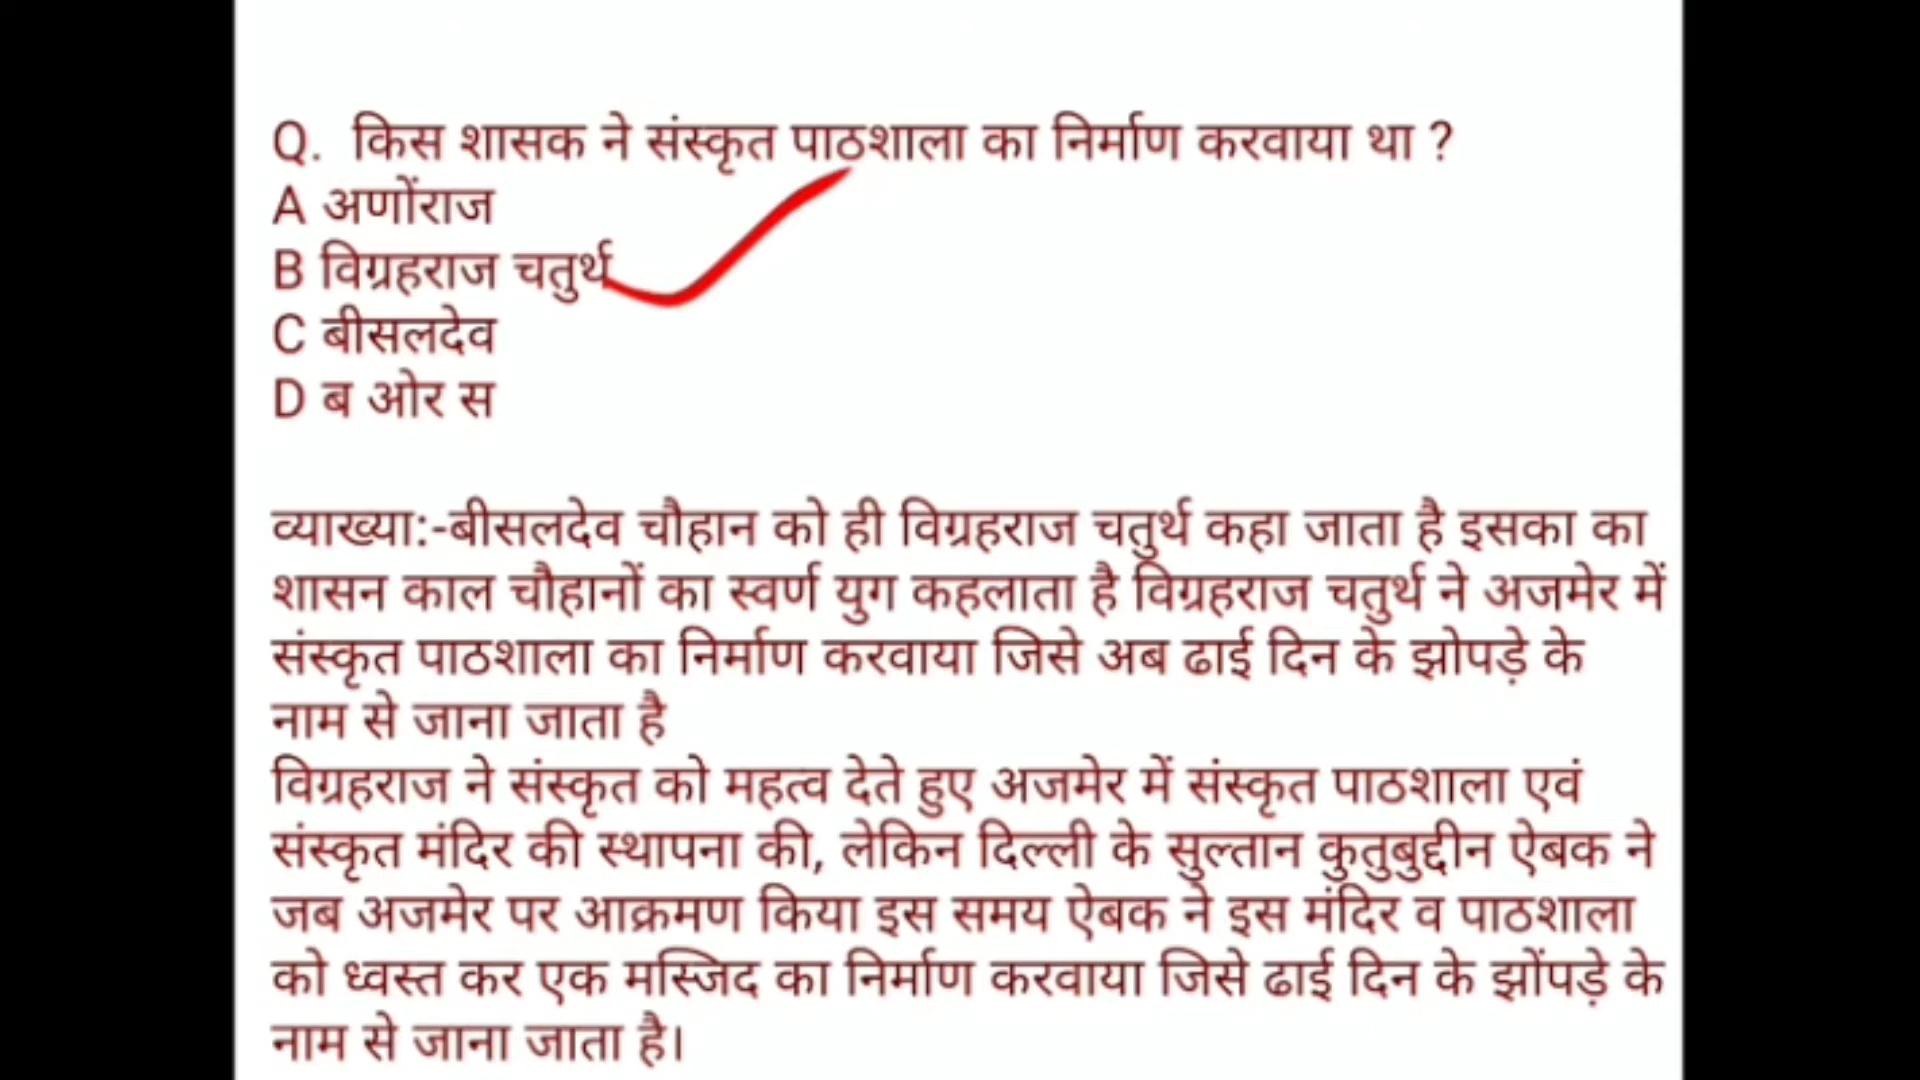 Q. किस शासक ने संस्कृत पाठशाला का निर्माण करवाया था ?
A अर्णोंराज
B विग्रहराज चतुर्थ
C बीसलदेव
D ब ओर स
व्याख्या:-बीसलदेव चौहान को ही विग्रहराज चतुर्थ कहा जाता है इसका का
शासन काल चौहानों का स्वर्ण युग कहलाता है विग्रहराज चतुर्थ ने अजमेर में
संस्कृत पाठशाला का निर्माण करवाया जिसे अब ढाई दिन के झोपड़े के
नाम से जाना जाता है
विग्रहराज ने संस्कृत को महत्व देते हुए अजमेर में संस्कृत पाठशाला एवं
संस्कृत मंदिर की स्थापना की, लेकिन दिल्ली के सुल्तान कुतुबुद्दीन ऐबक ने
जब अजमेर पर आक्रमण किया इस समय ऐबक ने इस मंदिर व पाठशाला
को ध्वस्त कर एक मस्जिद का निर्माण करवाया जिसे ढाई दिन के झोंपड़े के
नाम से जाना जाता है।